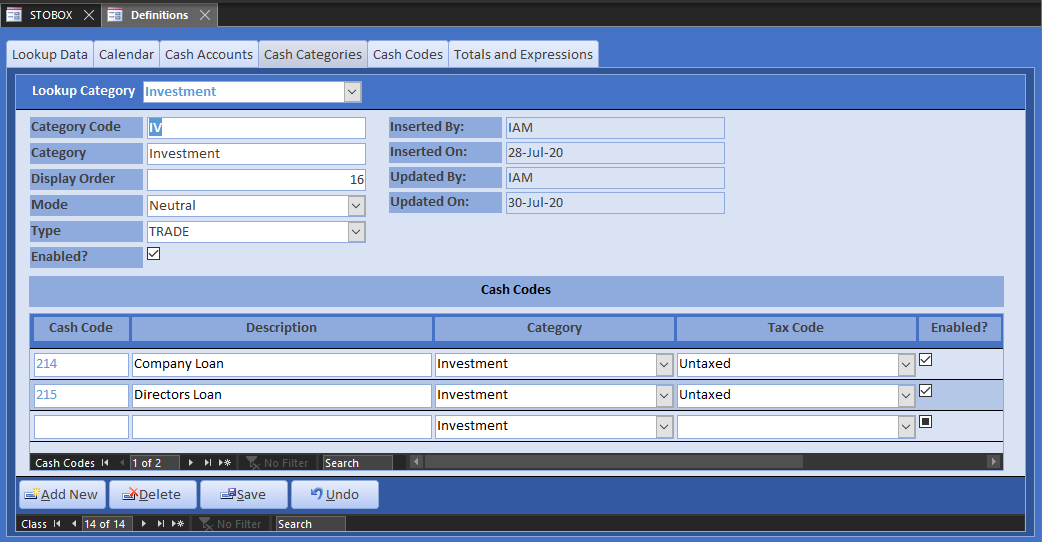 STOBOX Definitions
Lookup Data Calendar Cash Accounts Cash Categories Cash Codes Totals and Expressions
Lookup Category Investment
Category Code IV Inserted By: IAM
Category Investment Inserted On: 28-Jul-20
Display Order 16 Updated By: IAM
Mode Neutral Updated On: 30-Jul-20
Type TRADE
Enabled?
Cash Codes
Cash Code Description Category Tax Code Enabled?
214 Company Loan Investment Untaxed
215 Directors Loan Investment Untaxed
Investment
Cash Codes 1 of 2 No Filter Search
Add New Delete Save Undo
Class 14 of 14 No Filter Search